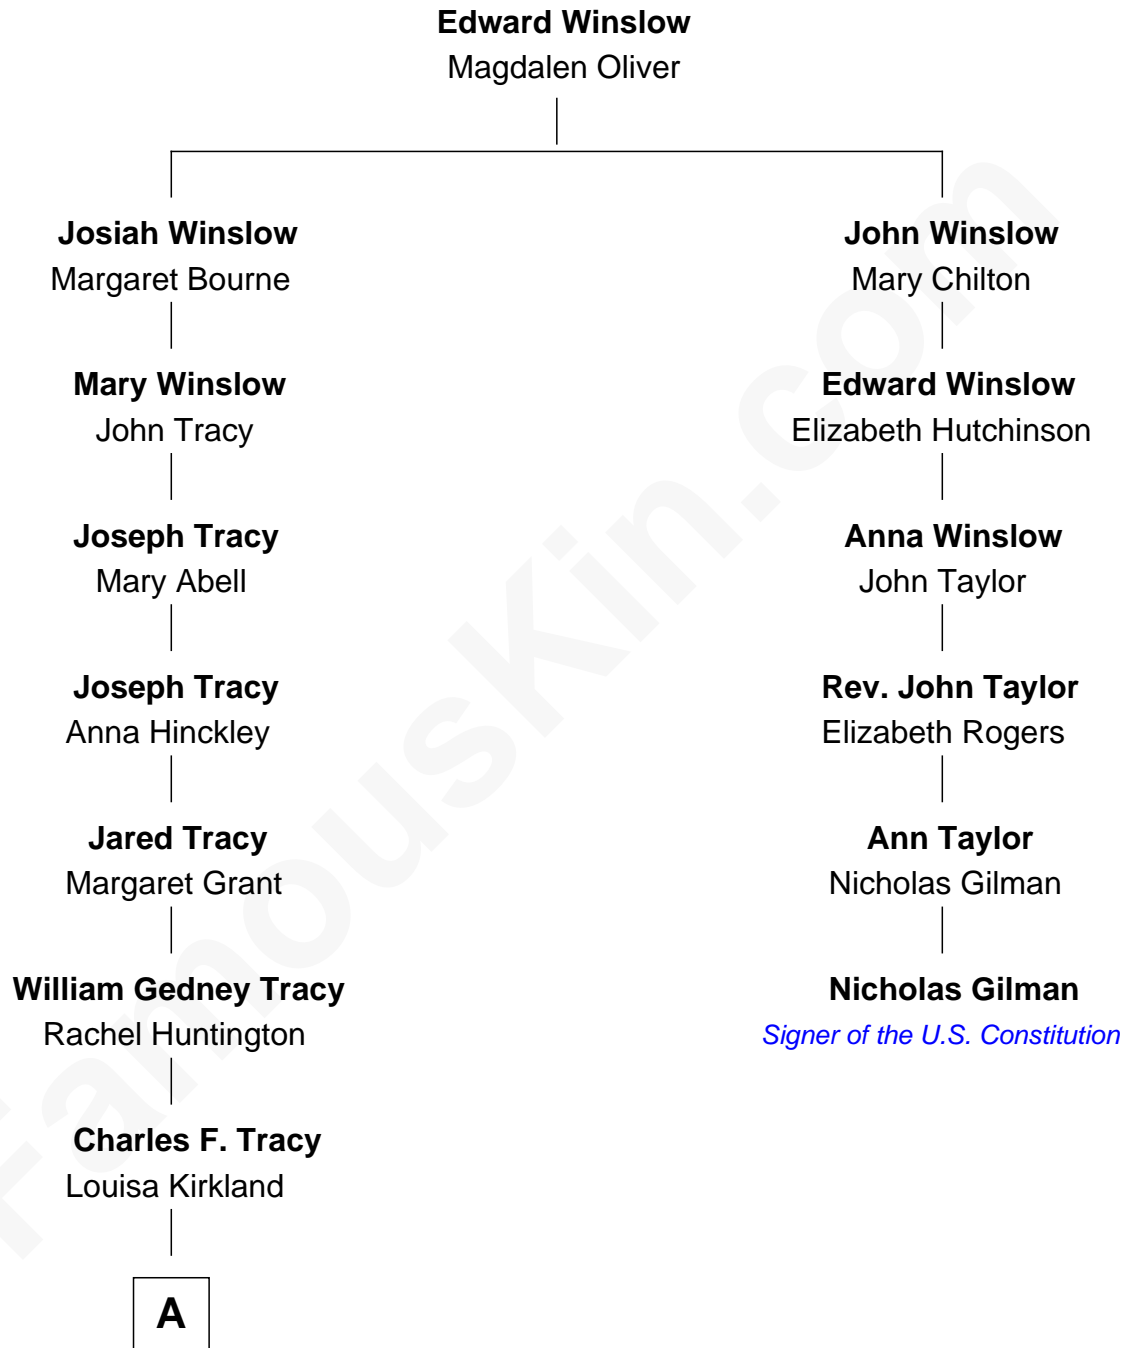 Edward Winslow
Magdalen Oliver
Josiah Winslow
Margaret Bourne
John Winslow
Mary Chilton
Mary Winslow
John Tracy
Edward Winslow
Elizabeth Hutchinson
Joseph Tracy
Mary Abell
Anna Winslow
John Taylor
Joseph Tracy
Anna Hinckley
Rev. John Taylor
Elizabeth Rogers
Jared Tracy
Margaret Grant
Ann Taylor
Nicholas Gilman
William Gedney Tracy
Rachel Huntington
Nicholas Gilman
Signer of the U.S. Constitution
Charles F. Tracy
Louisa Kirkland
A
FamousKin.com